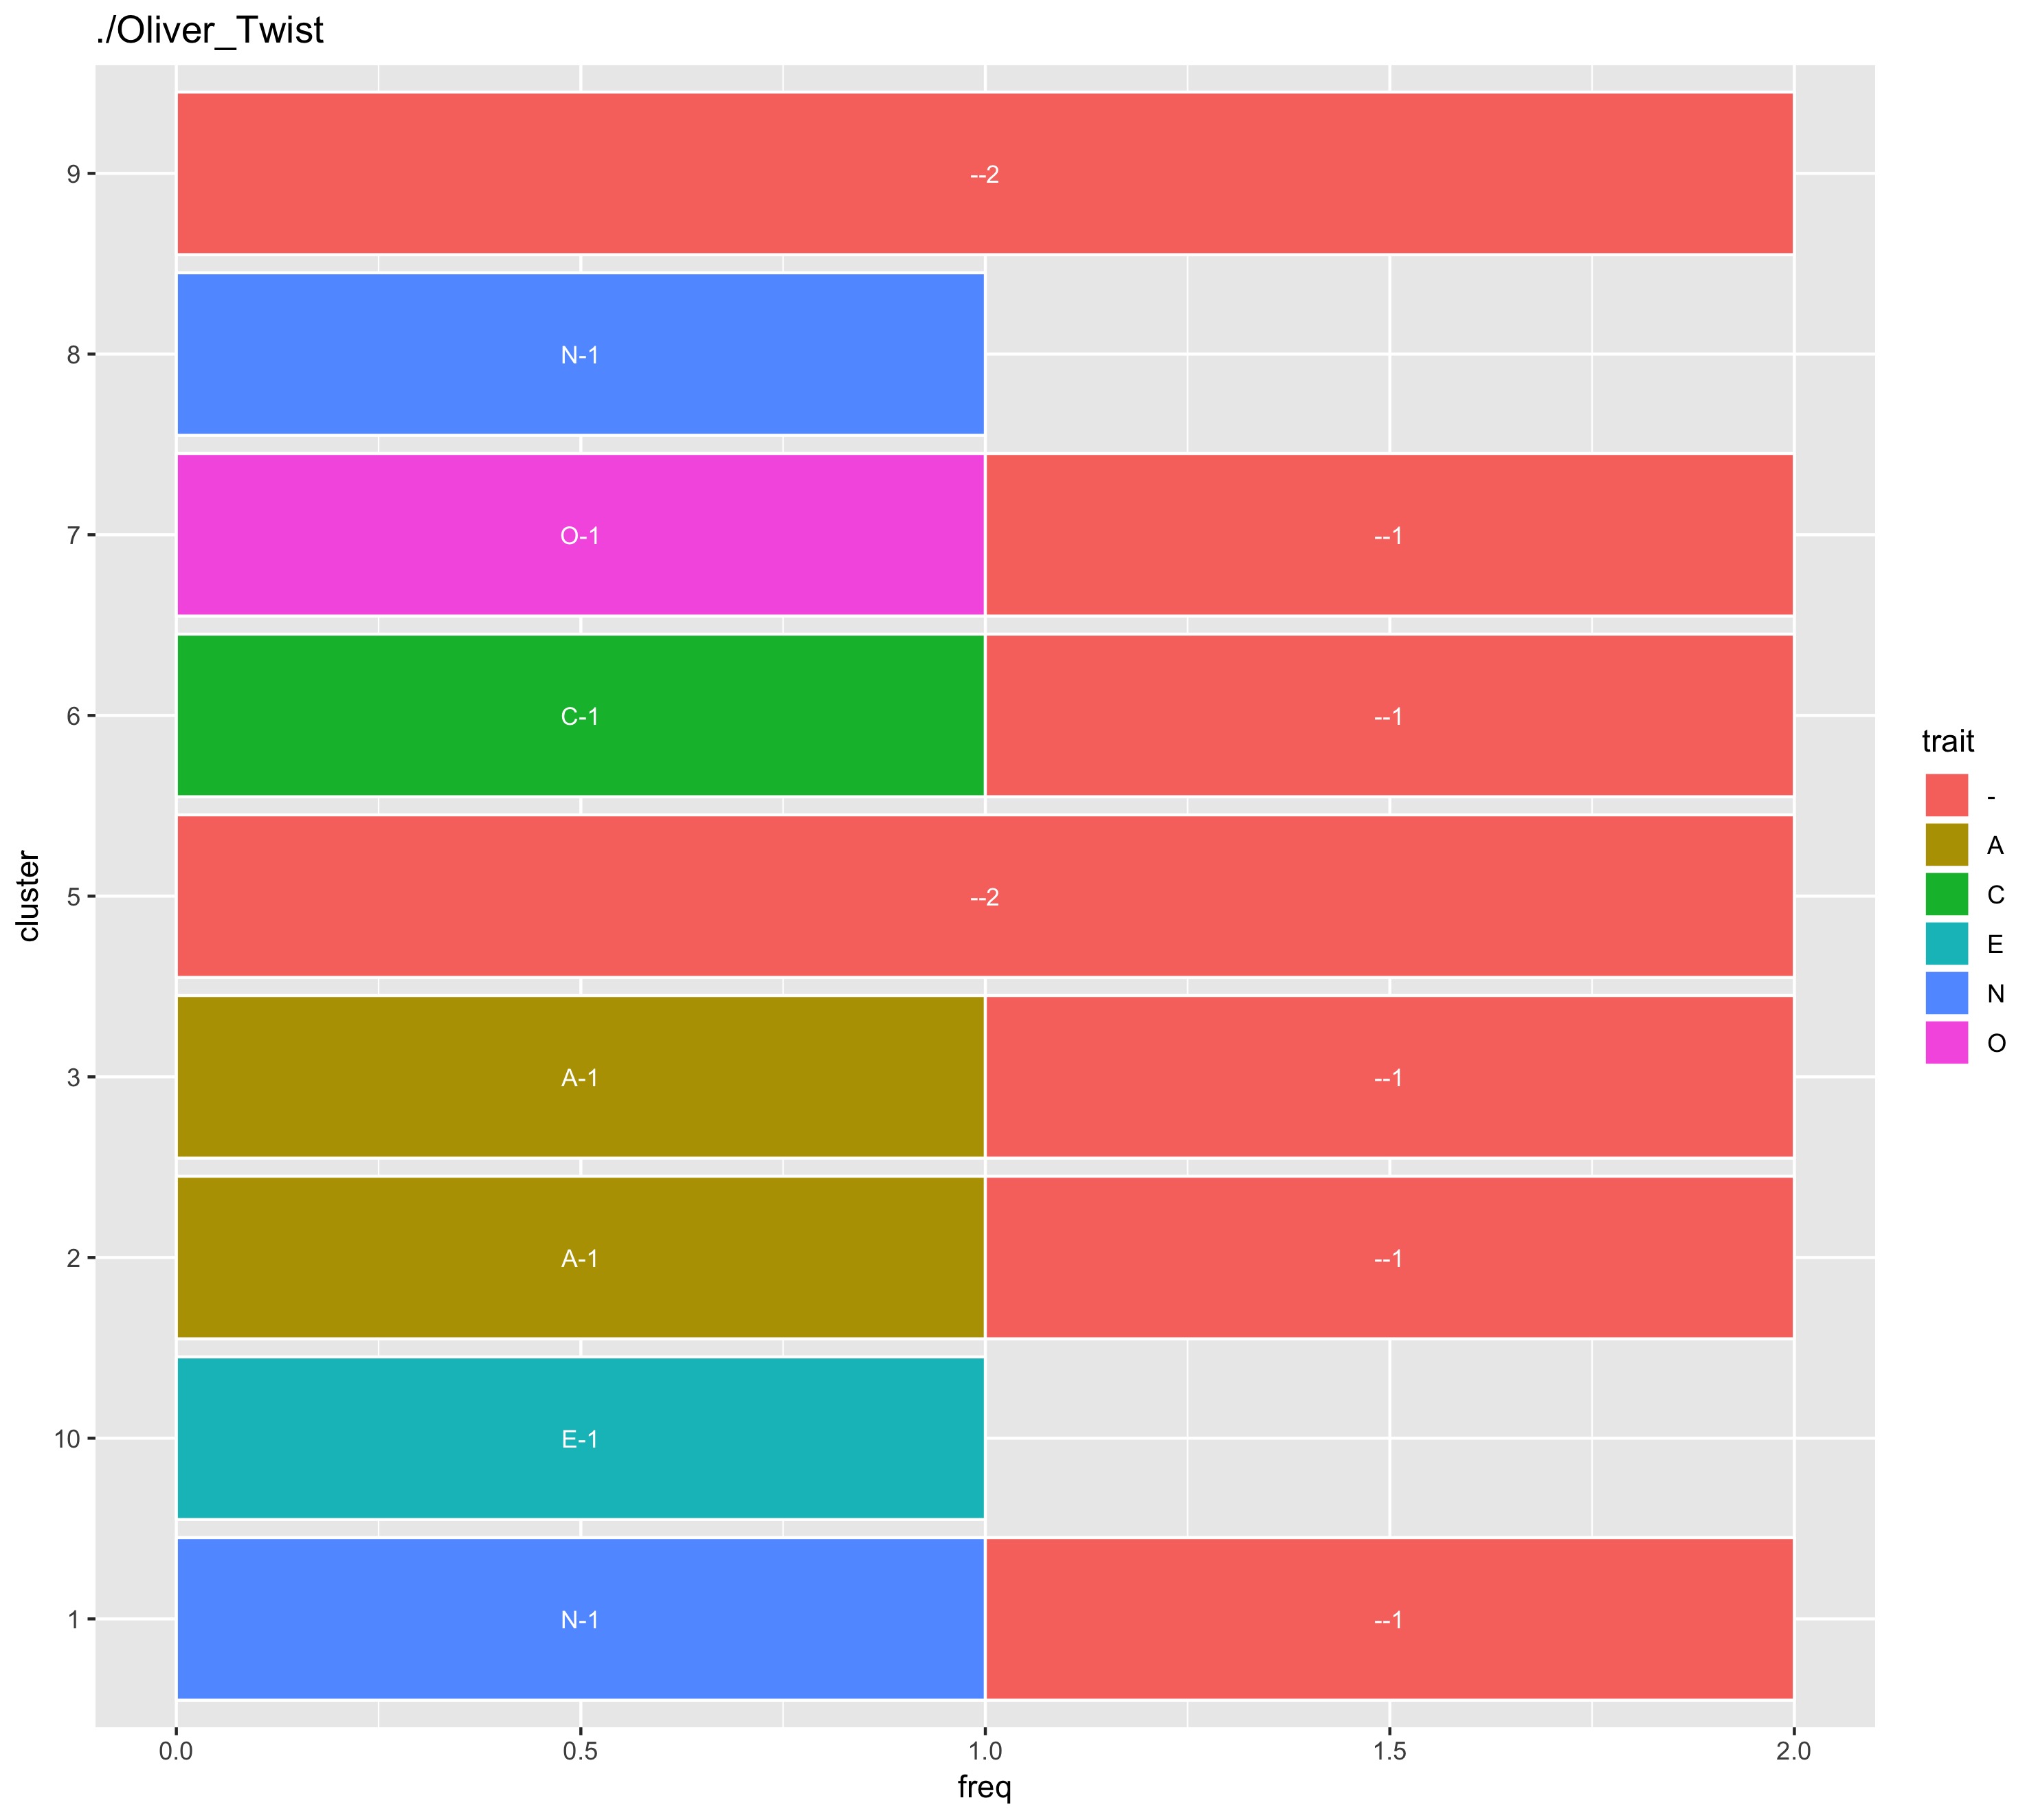 ./Oliver_Twist
9
--2
8
N-1
7
O-1 --1
6
C-1 --1
5
--2
3
A-1 --1
2
A-1 --1
10
E-1
1
N-1 --1
cluster
0.0 0.5 1.0 1.5 2.0
freq
trait
-
A
C
E
N
O